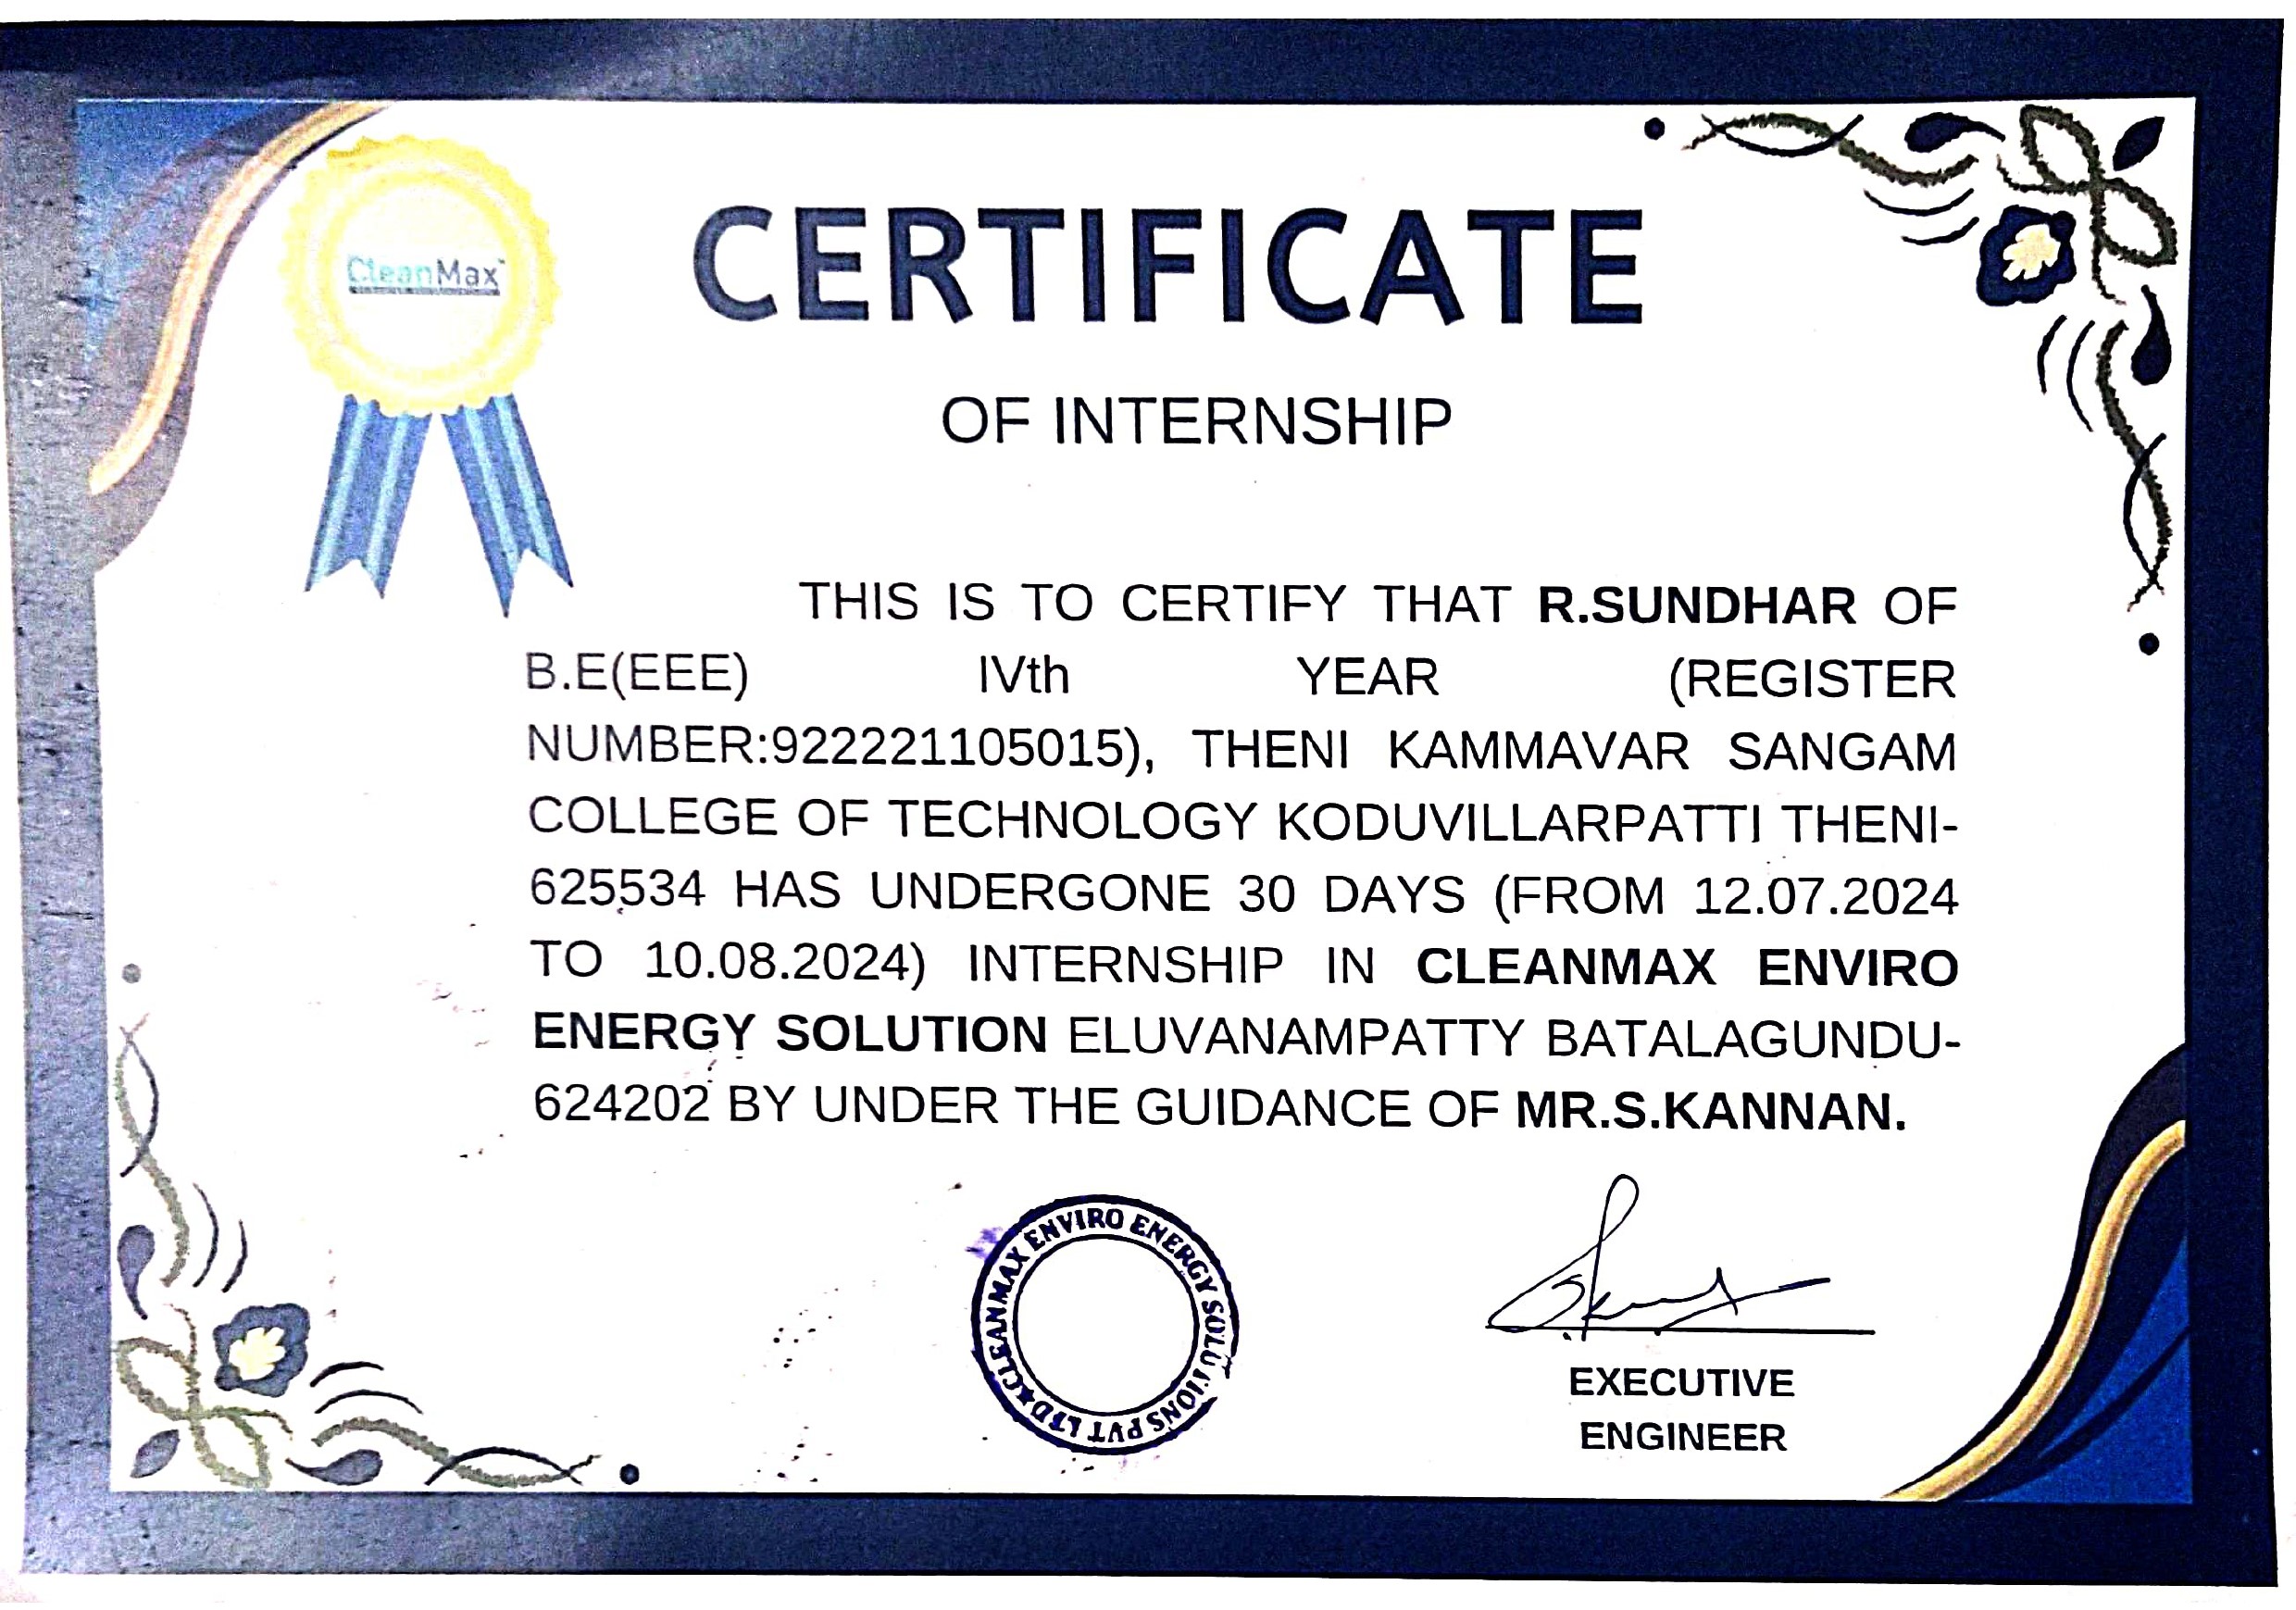 CleanMax
CERTIFICATE
OF INTERNSHIP
THIS IS TO CERTIFY THAT R.SUNDHAR OF
B.E(EEE) IVth YEAR (REGISTER
NUMBER:922221105015), THENI KAMMAVAR SANGAM
COLLEGE OF TECHNOLOGY KODUVILLARPATTI THENI-
625534 HAS UNDERGONE 30 DAYS (FROM 12.07.2024
TO 10.08.2024) INTERNSHIP IN CLEANMAX ENVIRO
ENERGY SOLUTION ELUVANAMPATTY BATALAGUNDU-
624202 BY UNDER THE GUIDANCE OF MR.S.KANNAN.
★CLEANMAX ENVIRO ENERGY SOLUTIONS PVT LTD
EXECUTIVE
ENGINEER